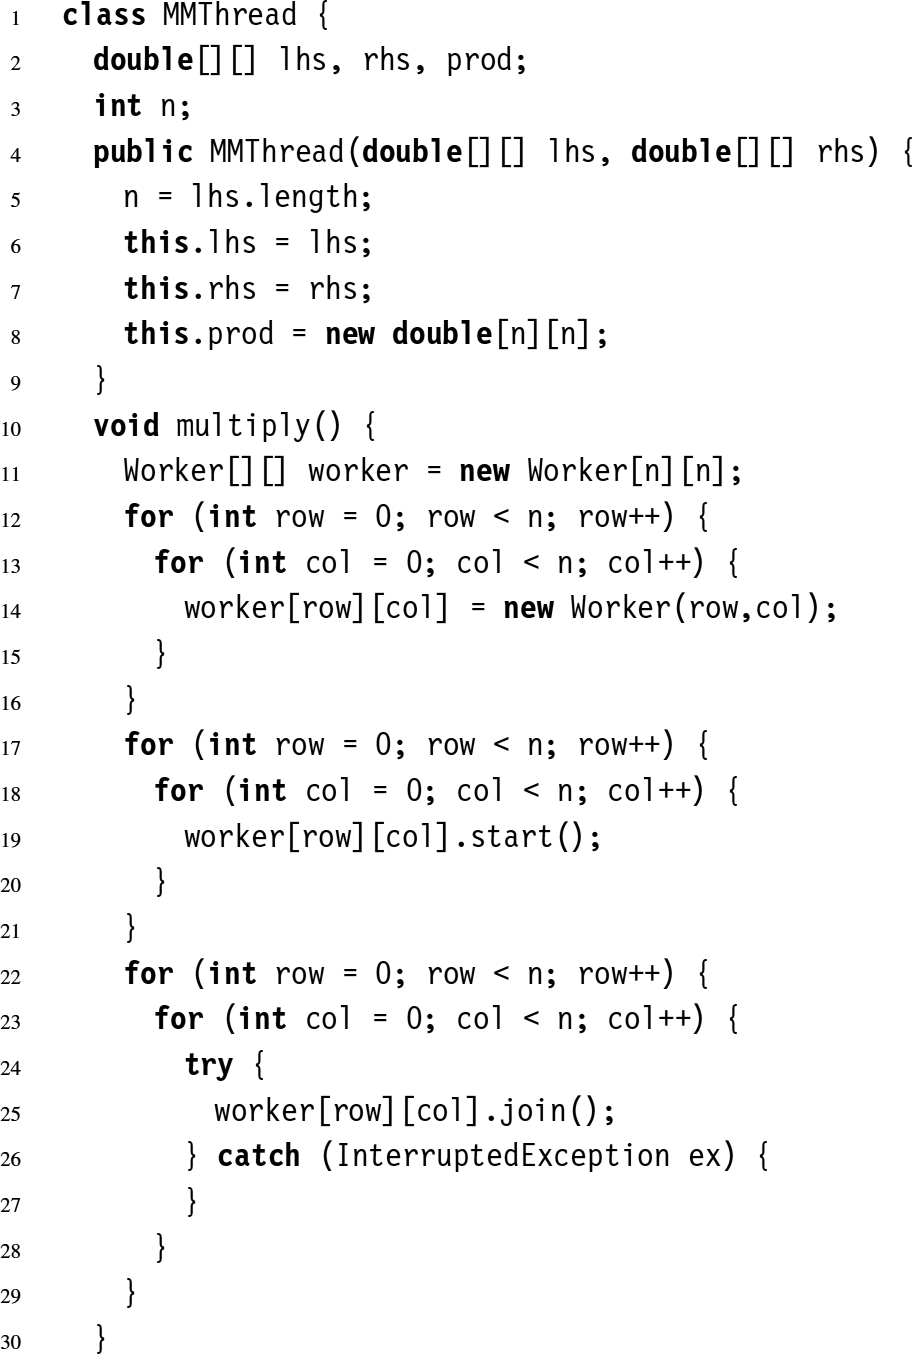 1 class MMThread {
2 double[][] lhs, rhs, prod;
3 int n;
4 public MMThread(double[][] lhs, double[][] rhs) {
5 n = lhs.length;
6 this.lhs = lhs;
7 this.rhs = rhs;
8 this.prod = new double[n][n];
9 }
10 void multiply() {
11 Worker[][] worker = new Worker[n][n];
12 for (int row = 0; row < n; row++) {
13 for (int col = 0; col < n; col++) {
14 worker[row][col] = new Worker(row,col);
15 }
16 }
17 for (int row = 0; row < n; row++) {
18 for (int col = 0; col < n; col++) {
19 worker[row][col].start();
20 }
21 }
22 for (int row = 0; row < n; row++) {
23 for (int col = 0; col < n; col++) {
24 try {
25 worker[row][col].join();
26 } catch (InterruptedException ex) {
27 }
28 }
29 }
30 }